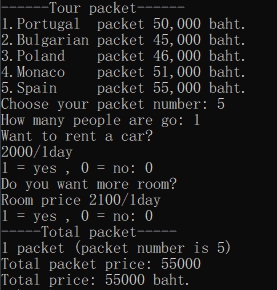 ------Tour packet------
1.Portugal  packet 50,000 baht.
2.Bulgarian packet 45,000 baht.
3.Poland    packet 46,000 baht.
4.Monaco    packet 51,000 baht.
5.Spain     packet 55,000 baht.
Choose your packet number: 5
How many people are go: 1
Want to rent a car?
2000/1day
1 = yes , 0 = no: 0
Do you want more room?
Room price 2100/1day
1 = yes , 0 = no: 0
-----Total packet-----
1 packet (packet number is 5)
Total packet price: 55000
Total packet price: 55000 baht.